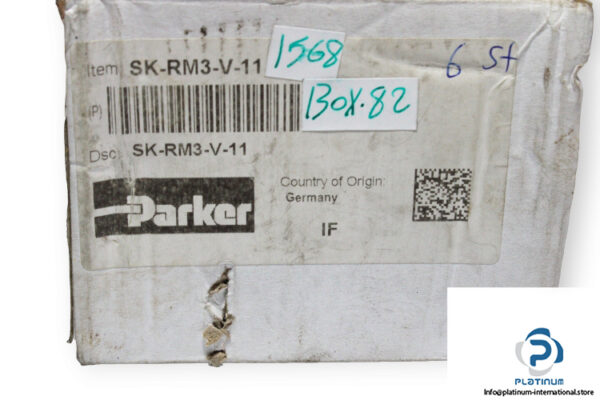 Item SK-RM3-V-11
1568
6 St
(P)
BOX.82
Dsc SK-RM3-V-11
Parker
Country of Origin:
Germany
IF
PLATINUM
Info@platinum-international.store